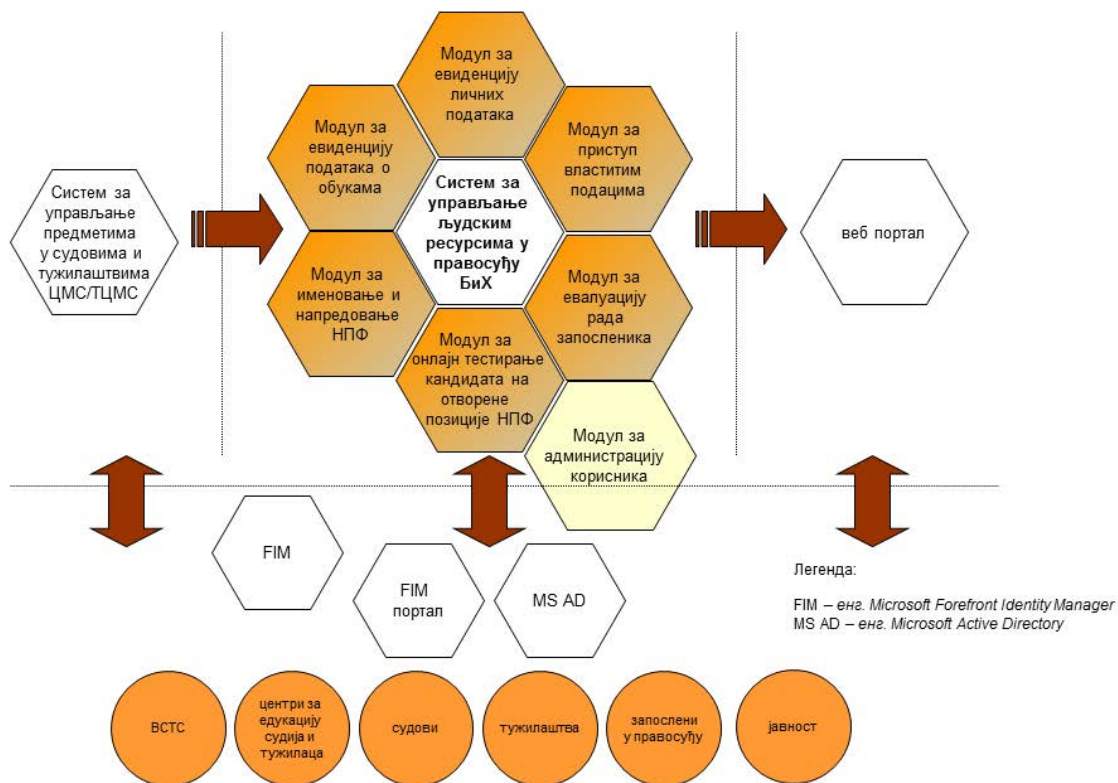 Модул за
евиденцију
личних
података
Модул за
евиденцију
података о
обукама
Модул за
приступ
властитим
подацима
Систем за
управљање
људским
ресурсима у
правосуђу
БиХ
Систем за
управљање
предметима
у судовима и
тужилаштвима
ЦМС/ТЦМС
веб портал
Модул за
именовање и
напредовање
НПФ
Модул за
евалуацију
рада
запосленика
Модул за
онлајн тестирање
кандидата на
отворене
позиције НПФ
Модул за
администрацију
корисника
FIM
FIM
портал
MS AD
Легенда:
FIM – енг. Microsoft Forefront Identity Manager
MS AD – енг. Microsoft Active Directory
ВСТС
центри за
едукацију
судија и
тужилаца
судови
тужилаштва
запослени
у правосуђу
јавност